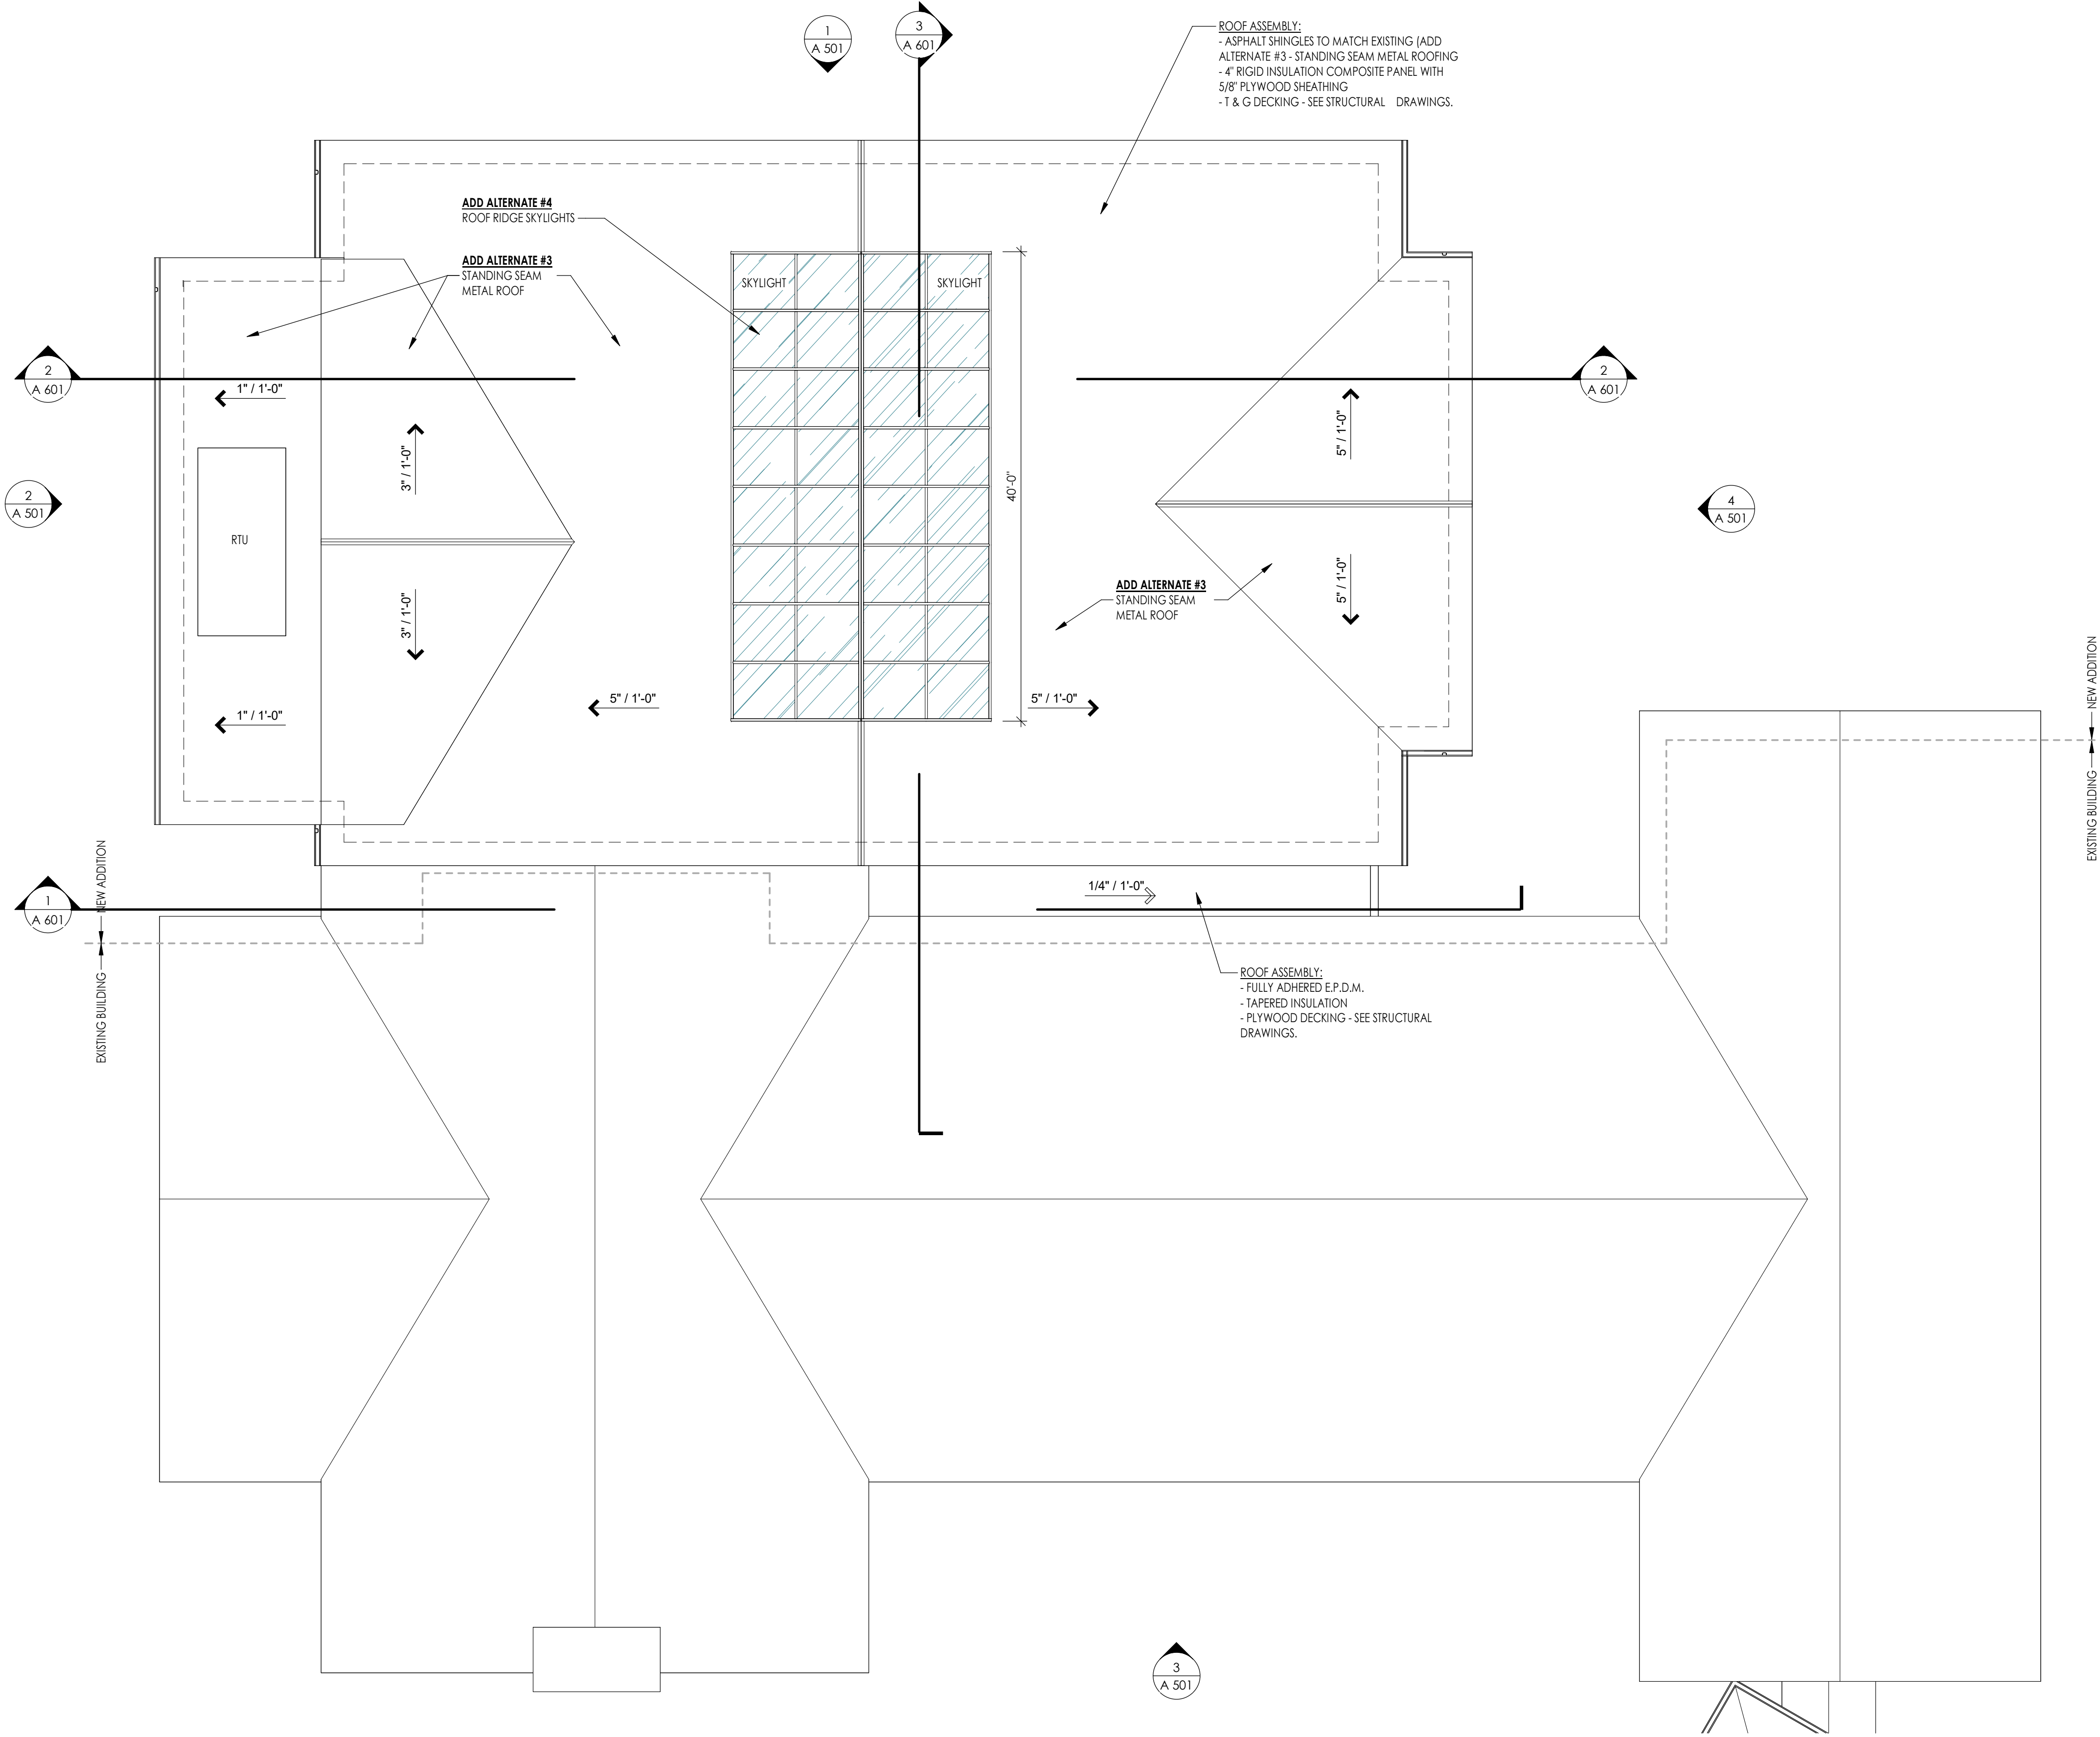 1
A 501
3
A 601
ROOF ASSEMBLY:
- ASPHALT SHINGLES TO MATCH EXISTING (ADD
ALTERNATE #3 - STANDING SEAM METAL ROOFING
- 4" RIGID INSULATION COMPOSITE PANEL WITH
5/8" PLYWOOD SHEATHING
- T & G DECKING - SEE STRUCTURAL DRAWINGS.
ADD ALTERNATE #4
ROOF RIDGE SKYLIGHTS
ADD ALTERNATE #3
STANDING SEAM
METAL ROOF
SKYLIGHT
SKYLIGHT
2
A 601
1" / 1'-0"
2
A 601
3" / 1'-0"
5" / 1'-0"
40'-0"
2
A 501
4
A 501
RTU
3" / 1'-0"
5" / 1'-0"
ADD ALTERNATE #3
STANDING SEAM
METAL ROOF
1" / 1'-0"
5" / 1'-0"
5" / 1'-0"
NEW ADDITION
EXISTING BUILDING
1
A 601
NEW ADDITION
EXISTING BUILDING
1/4" / 1'-0"
ROOF ASSEMBLY:
- FULLY ADHERED E.P.D.M.
- TAPERED INSULATION
- PLYWOOD DECKING - SEE STRUCTURAL
DRAWINGS.
3
A 501